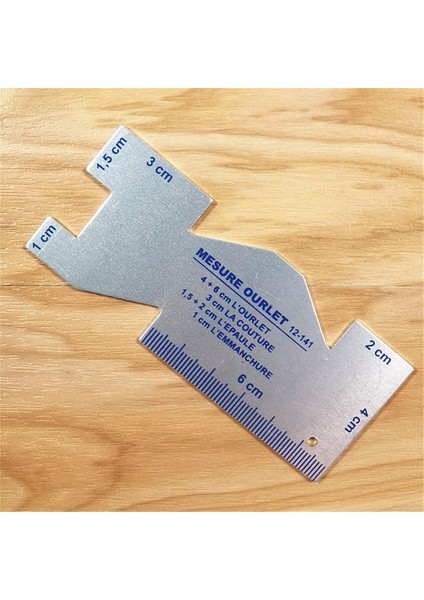 1,5 cm
3 cm
1 cm
MESURE OURLET 12-141
4 + 6 cm L'OURLET
3 cm LA COUTURE
1,5 + 2 cm L'EPAULE
1 cm L'EMMANCHURE
6 cm
2 cm
4 cm